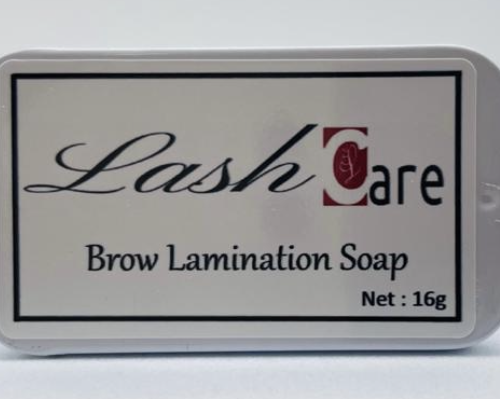 Lash Care
Brow Lamination Soap
Net : 16g